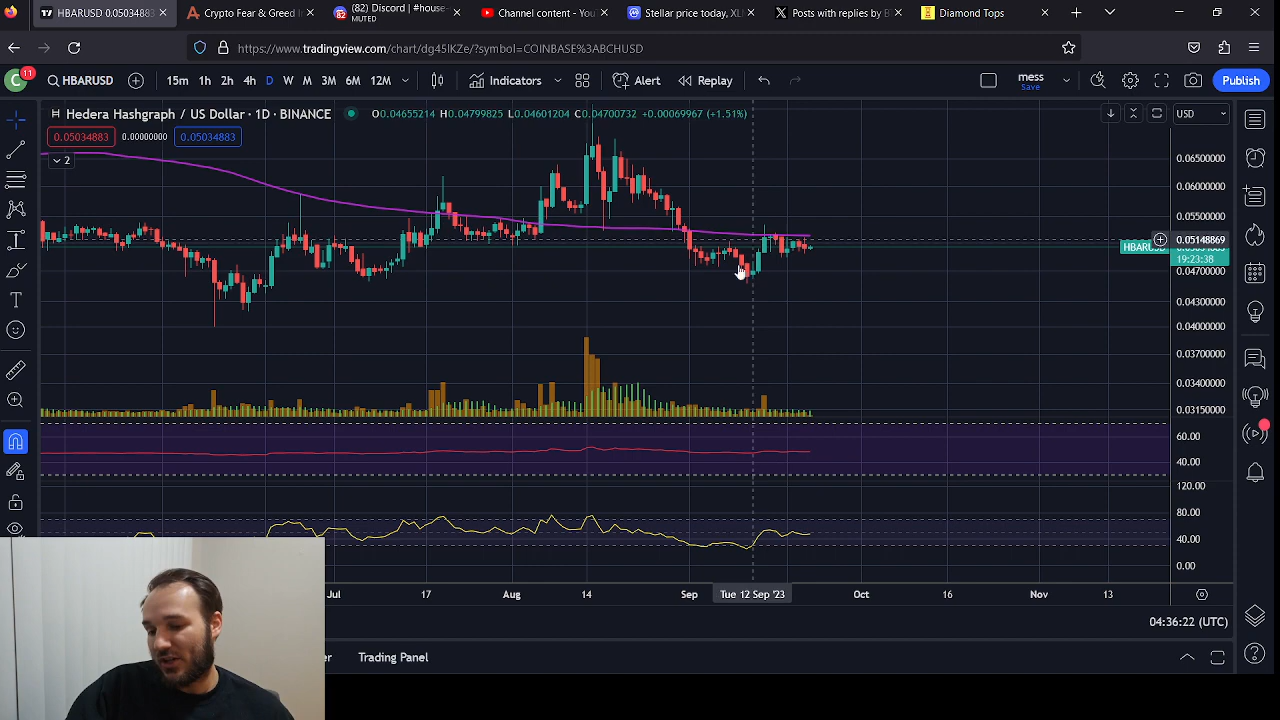 HBARUSD 0.05034883
Crypto Fear & Greed I
(82) Discord | #house-
MUTED
Channel content - You
Stellar price today, XLM
Posts with replies by B
Diamond Tops
https://www.tradingview.com/chart/dg45lKZe/?symbol=COINBASE%3ABCHUSD
C 11 HBARUSD 15m 1h 2h 4h D W M 3M 6M 12M Indicators Alert Replay mess Save Publish
Hedera Hashgraph / US Dollar · 1D · BINANCE O0.04655214 H0.04799825 L0.04601204 C0.04700732 +0.00069967 (+1.51%) USD
0.05034883 0.00000000 0.05034883
2
0.06500000
0.06000000
0.05500000
0.05148869
19:23:38
0.04700000
0.04300000
0.04000000
0.03700000
0.03400000
0.03150000
60.00
40.00
120.00
80.00
40.00
0.00
Jul 17 Aug 14 Sep Tue 12 Sep '23 Oct 16 Nov 13
04:36:22 (UTC)
Trading Panel